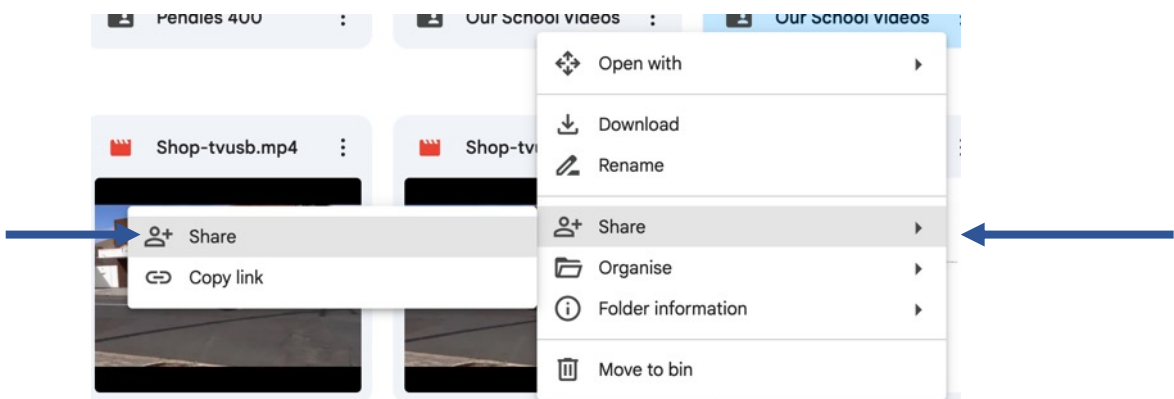 Pendles 400
Our School Videos
Our School Videos
Open with
Download
Rename
Share
Organise
Folder information
Move to bin
Shop-tvusb.mp4
Shop-tv
Share
Copy link